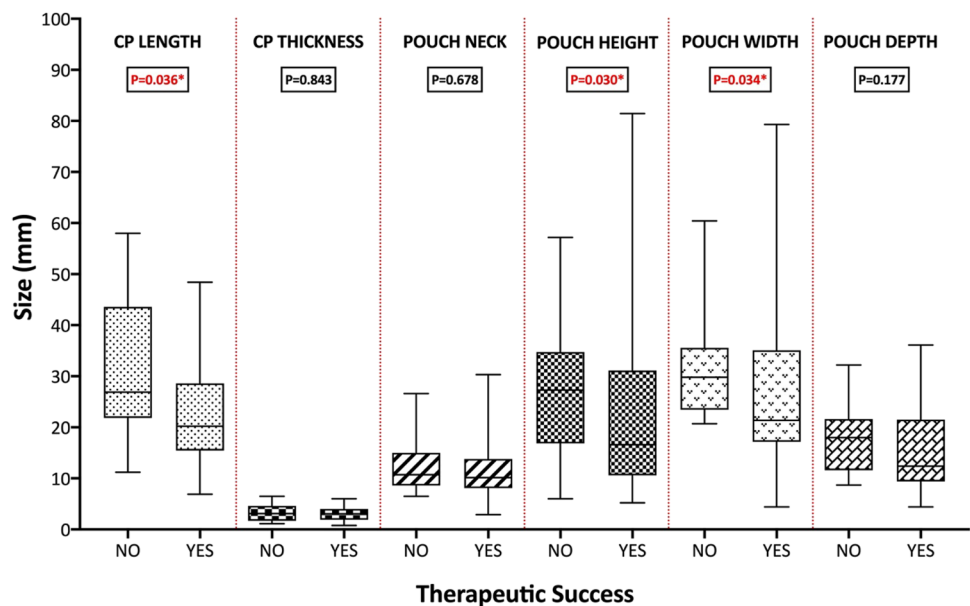 CP LENGTH CP THICKNESS POUCH NECK POUCH HEIGHT POUCH WIDTH POUCH DEPTH
P=0.036* P=0.843 P=0.678 P=0.030* P=0.034* P=0.177
Size (mm)
100
90
80
70
60
50
40
30
20
10
0
NO YES NO YES NO YES NO YES NO YES NO YES
Therapeutic Success